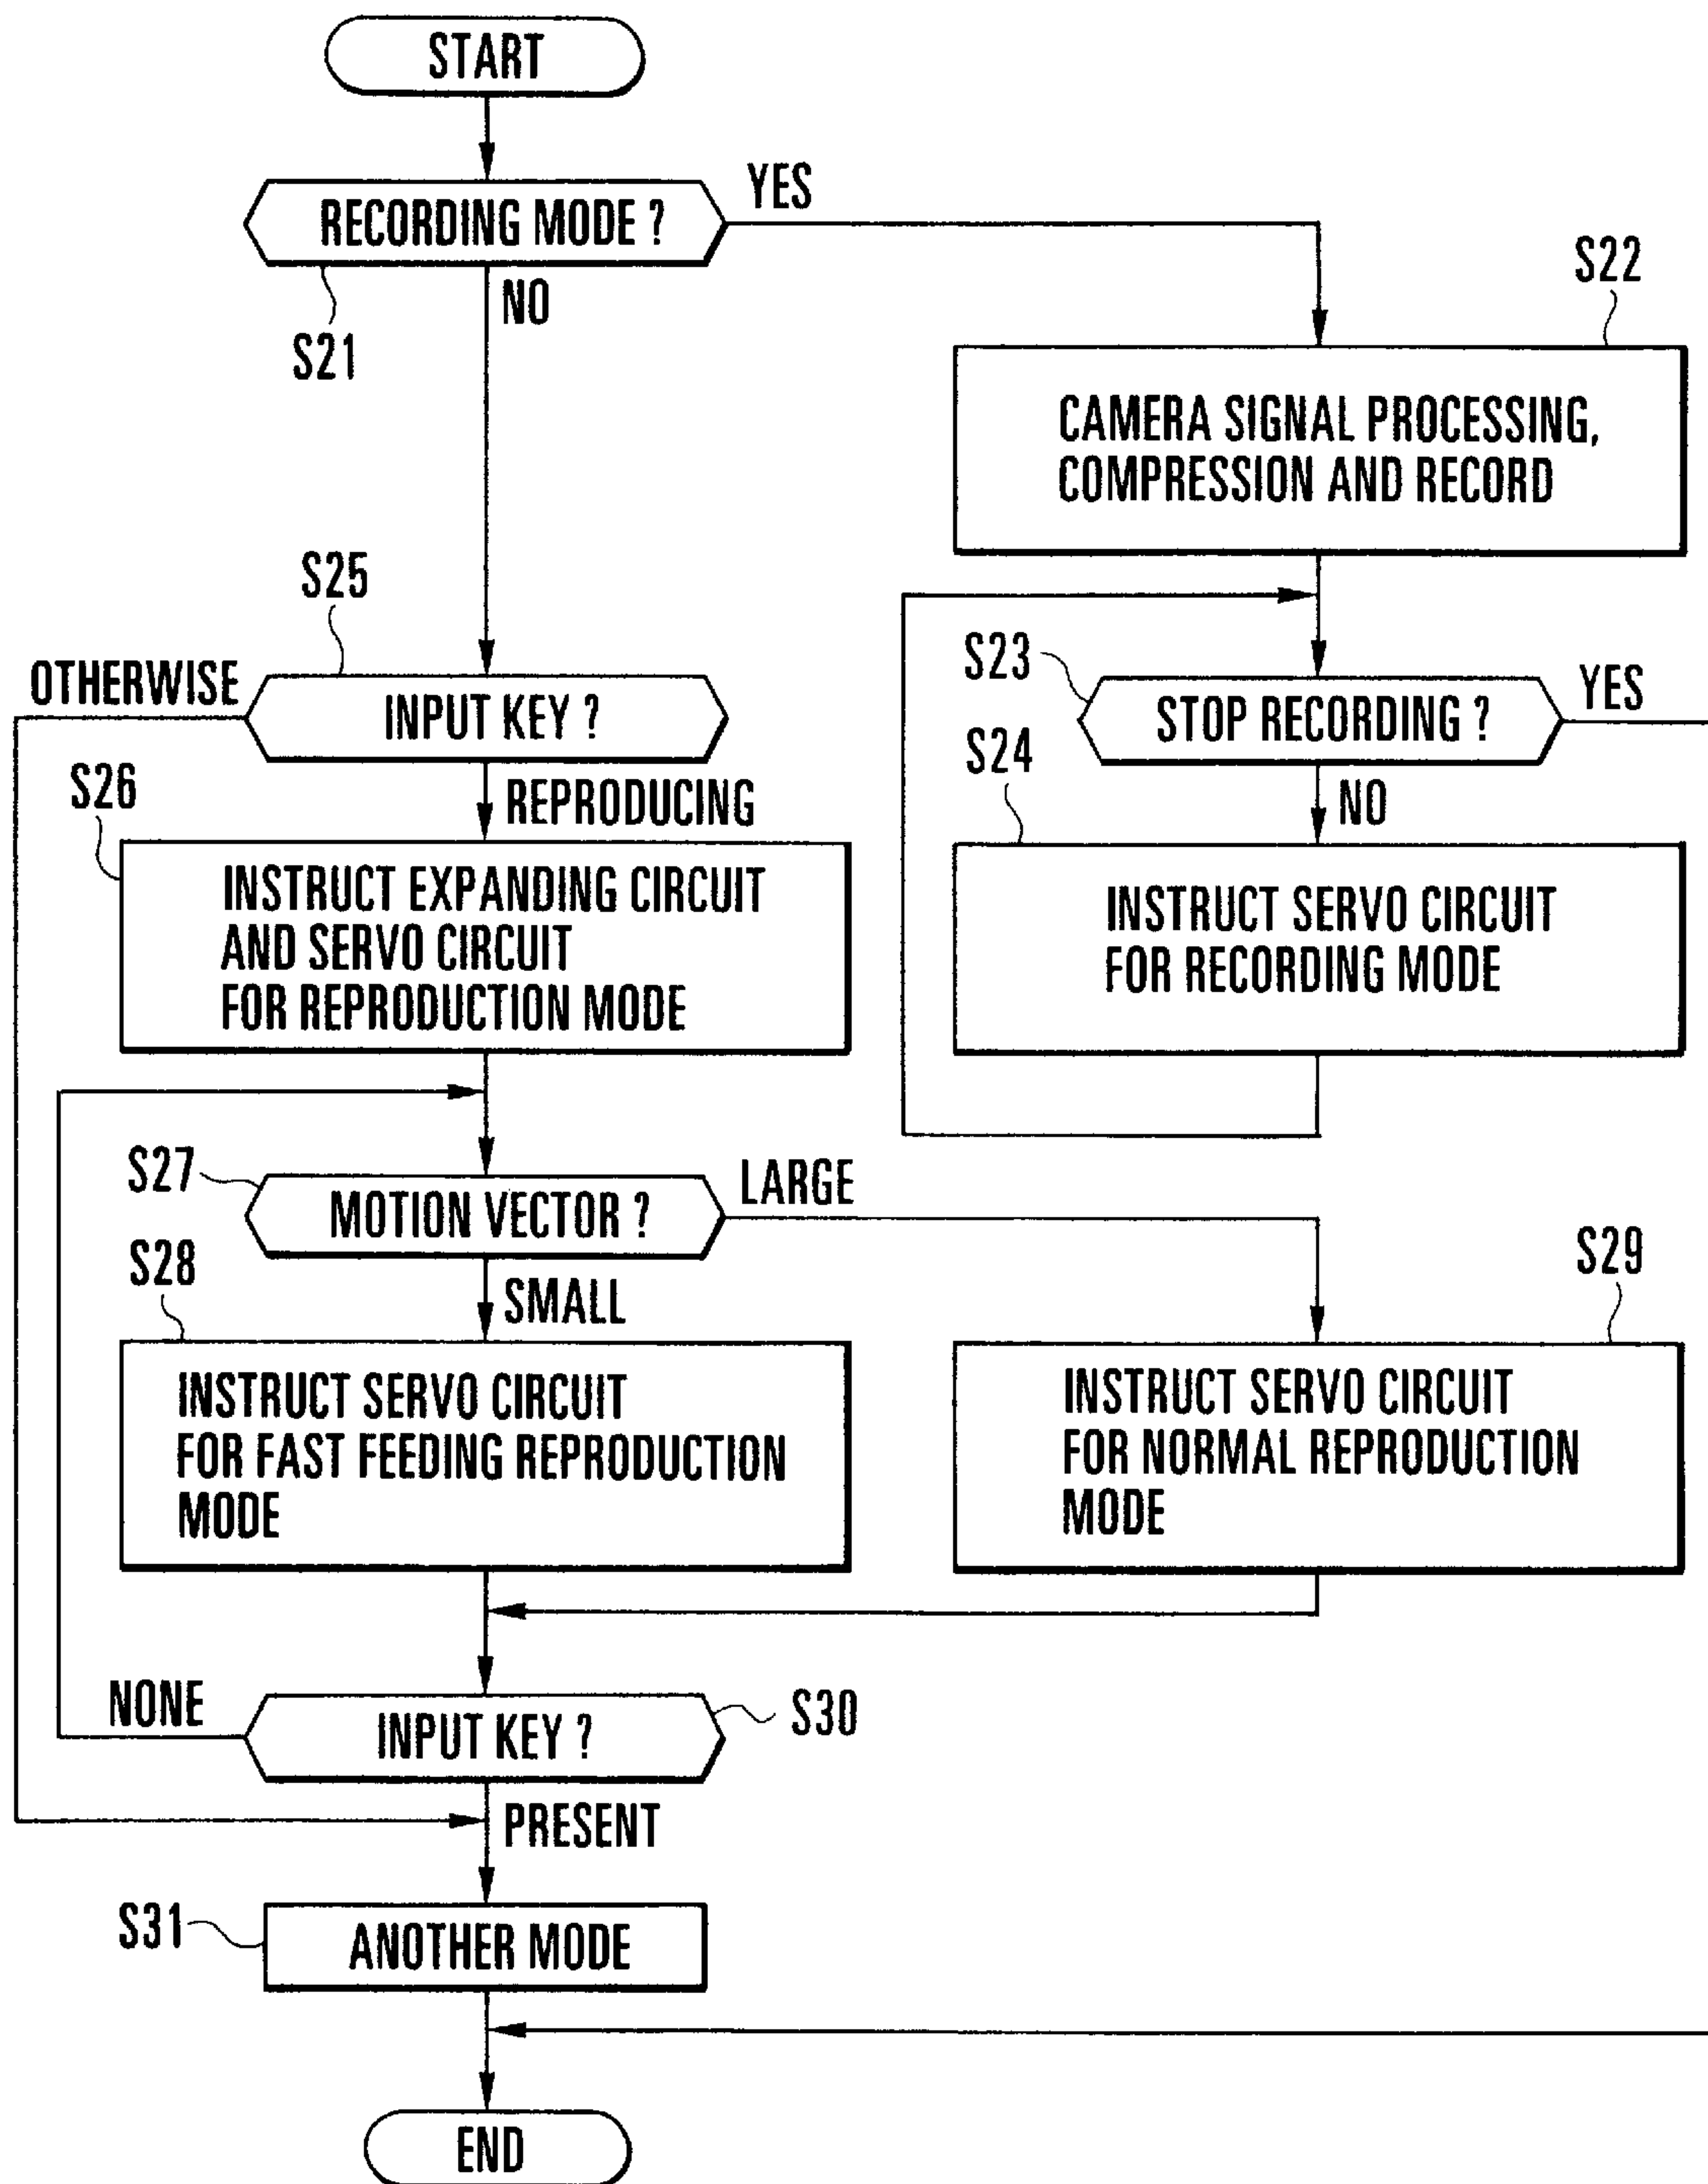 START
RECORDING MODE ?
YES
NO
S21
S22
CAMERA SIGNAL PROCESSING,
COMPRESSION AND RECORD
S25
OTHERWISE
INPUT KEY ?
S23
STOP RECORDING ?
YES
S26
REPRODUCING
S24
NO
INSTRUCT EXPANDING CIRCUIT
AND SERVO CIRCUIT
FOR REPRODUCTION MODE
INSTRUCT SERVO CIRCUIT
FOR RECORDING MODE
S27
MOTION VECTOR ?
LARGE
S28
SMALL
S29
INSTRUCT SERVO CIRCUIT
FOR FAST FEEDING REPRODUCTION
MODE
INSTRUCT SERVO CIRCUIT
FOR NORMAL REPRODUCTION
MODE
NONE
INPUT KEY ?
S30
PRESENT
S31
ANOTHER MODE
END